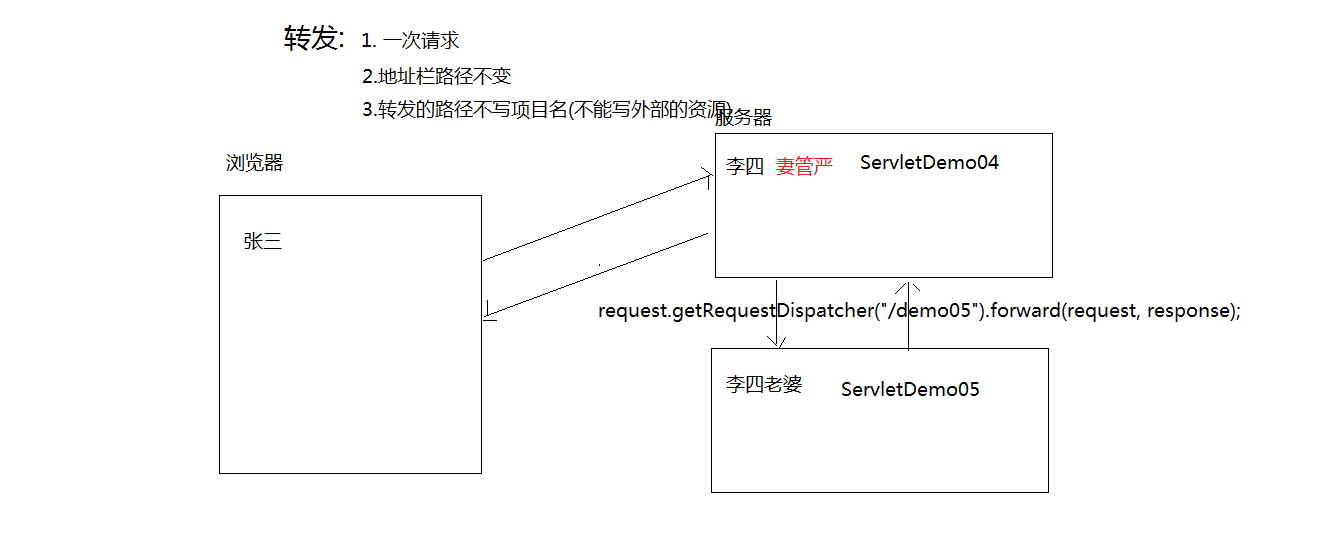 转发: 1. 一次请求
2.地址栏路径不变
3.转发的路径不写项目名(不能写外部的资源)
服务器
浏览器
李四 妻管严 ServletDemo04
张三
request.getRequestDispatcher("/demo05").forward(request, response);
李四老婆 ServletDemo05